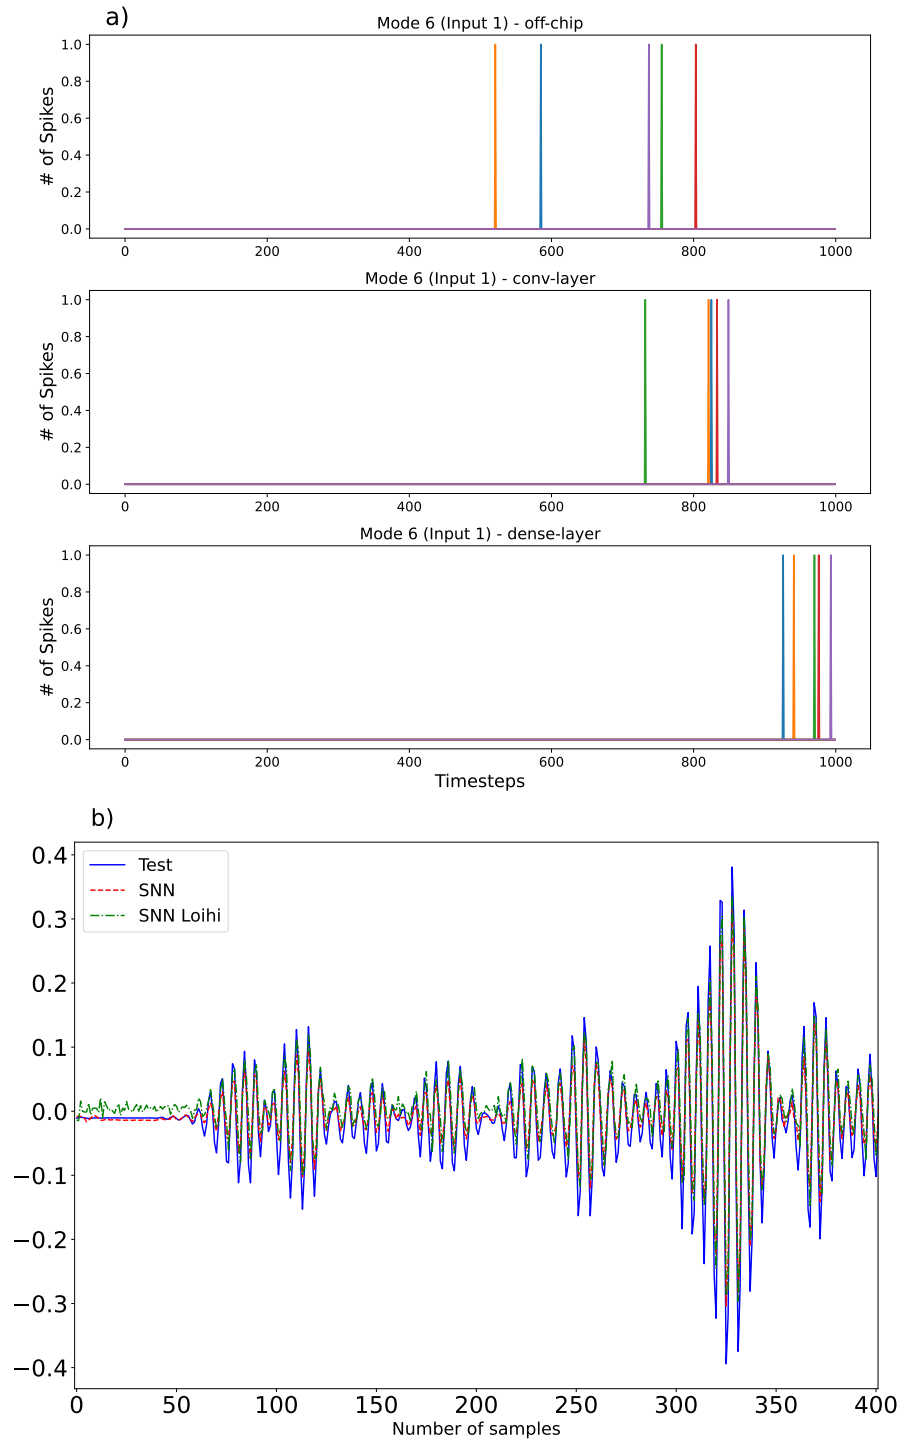 a)
Mode 6 (Input 1) - off-chip
# of Spikes
1.0
0.8
0.6
0.4
0.2
0.0
0 200 400 600 800 1000
Mode 6 (Input 1) - conv-layer
# of Spikes
1.0
0.8
0.6
0.4
0.2
0.0
0 200 400 600 800 1000
Mode 6 (Input 1) - dense-layer
# of Spikes
1.0
0.8
0.6
0.4
0.2
0.0
0 200 400 600 800 1000
Timesteps
b)
Test
SNN
SNN Loihi
0.4
0.3
0.2
0.1
0.0
−0.1
−0.2
−0.3
−0.4
0 50 100 150 200 250 300 350 400
Number of samples